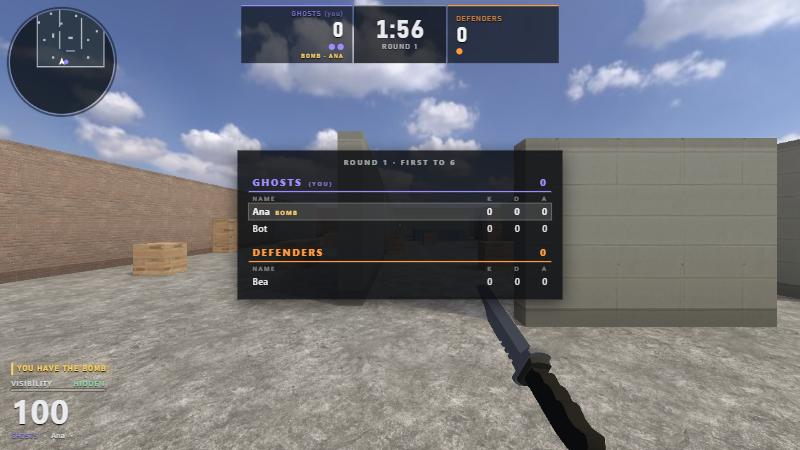 GHOSTS (you)
0
BOMB - ANA
1:56
ROUND 1
DEFENDERS
0
ROUND 1 · FIRST TO 6
GHOSTS (YOU) 0
NAME K D A
Ana BOMB 0 0 0
Bot 0 0 0
DEFENDERS 0
NAME K D A
Bea 0 0 0
YOU HAVE THE BOMB
VISIBILITY HIDDEN
100
GHOSTS · Ana